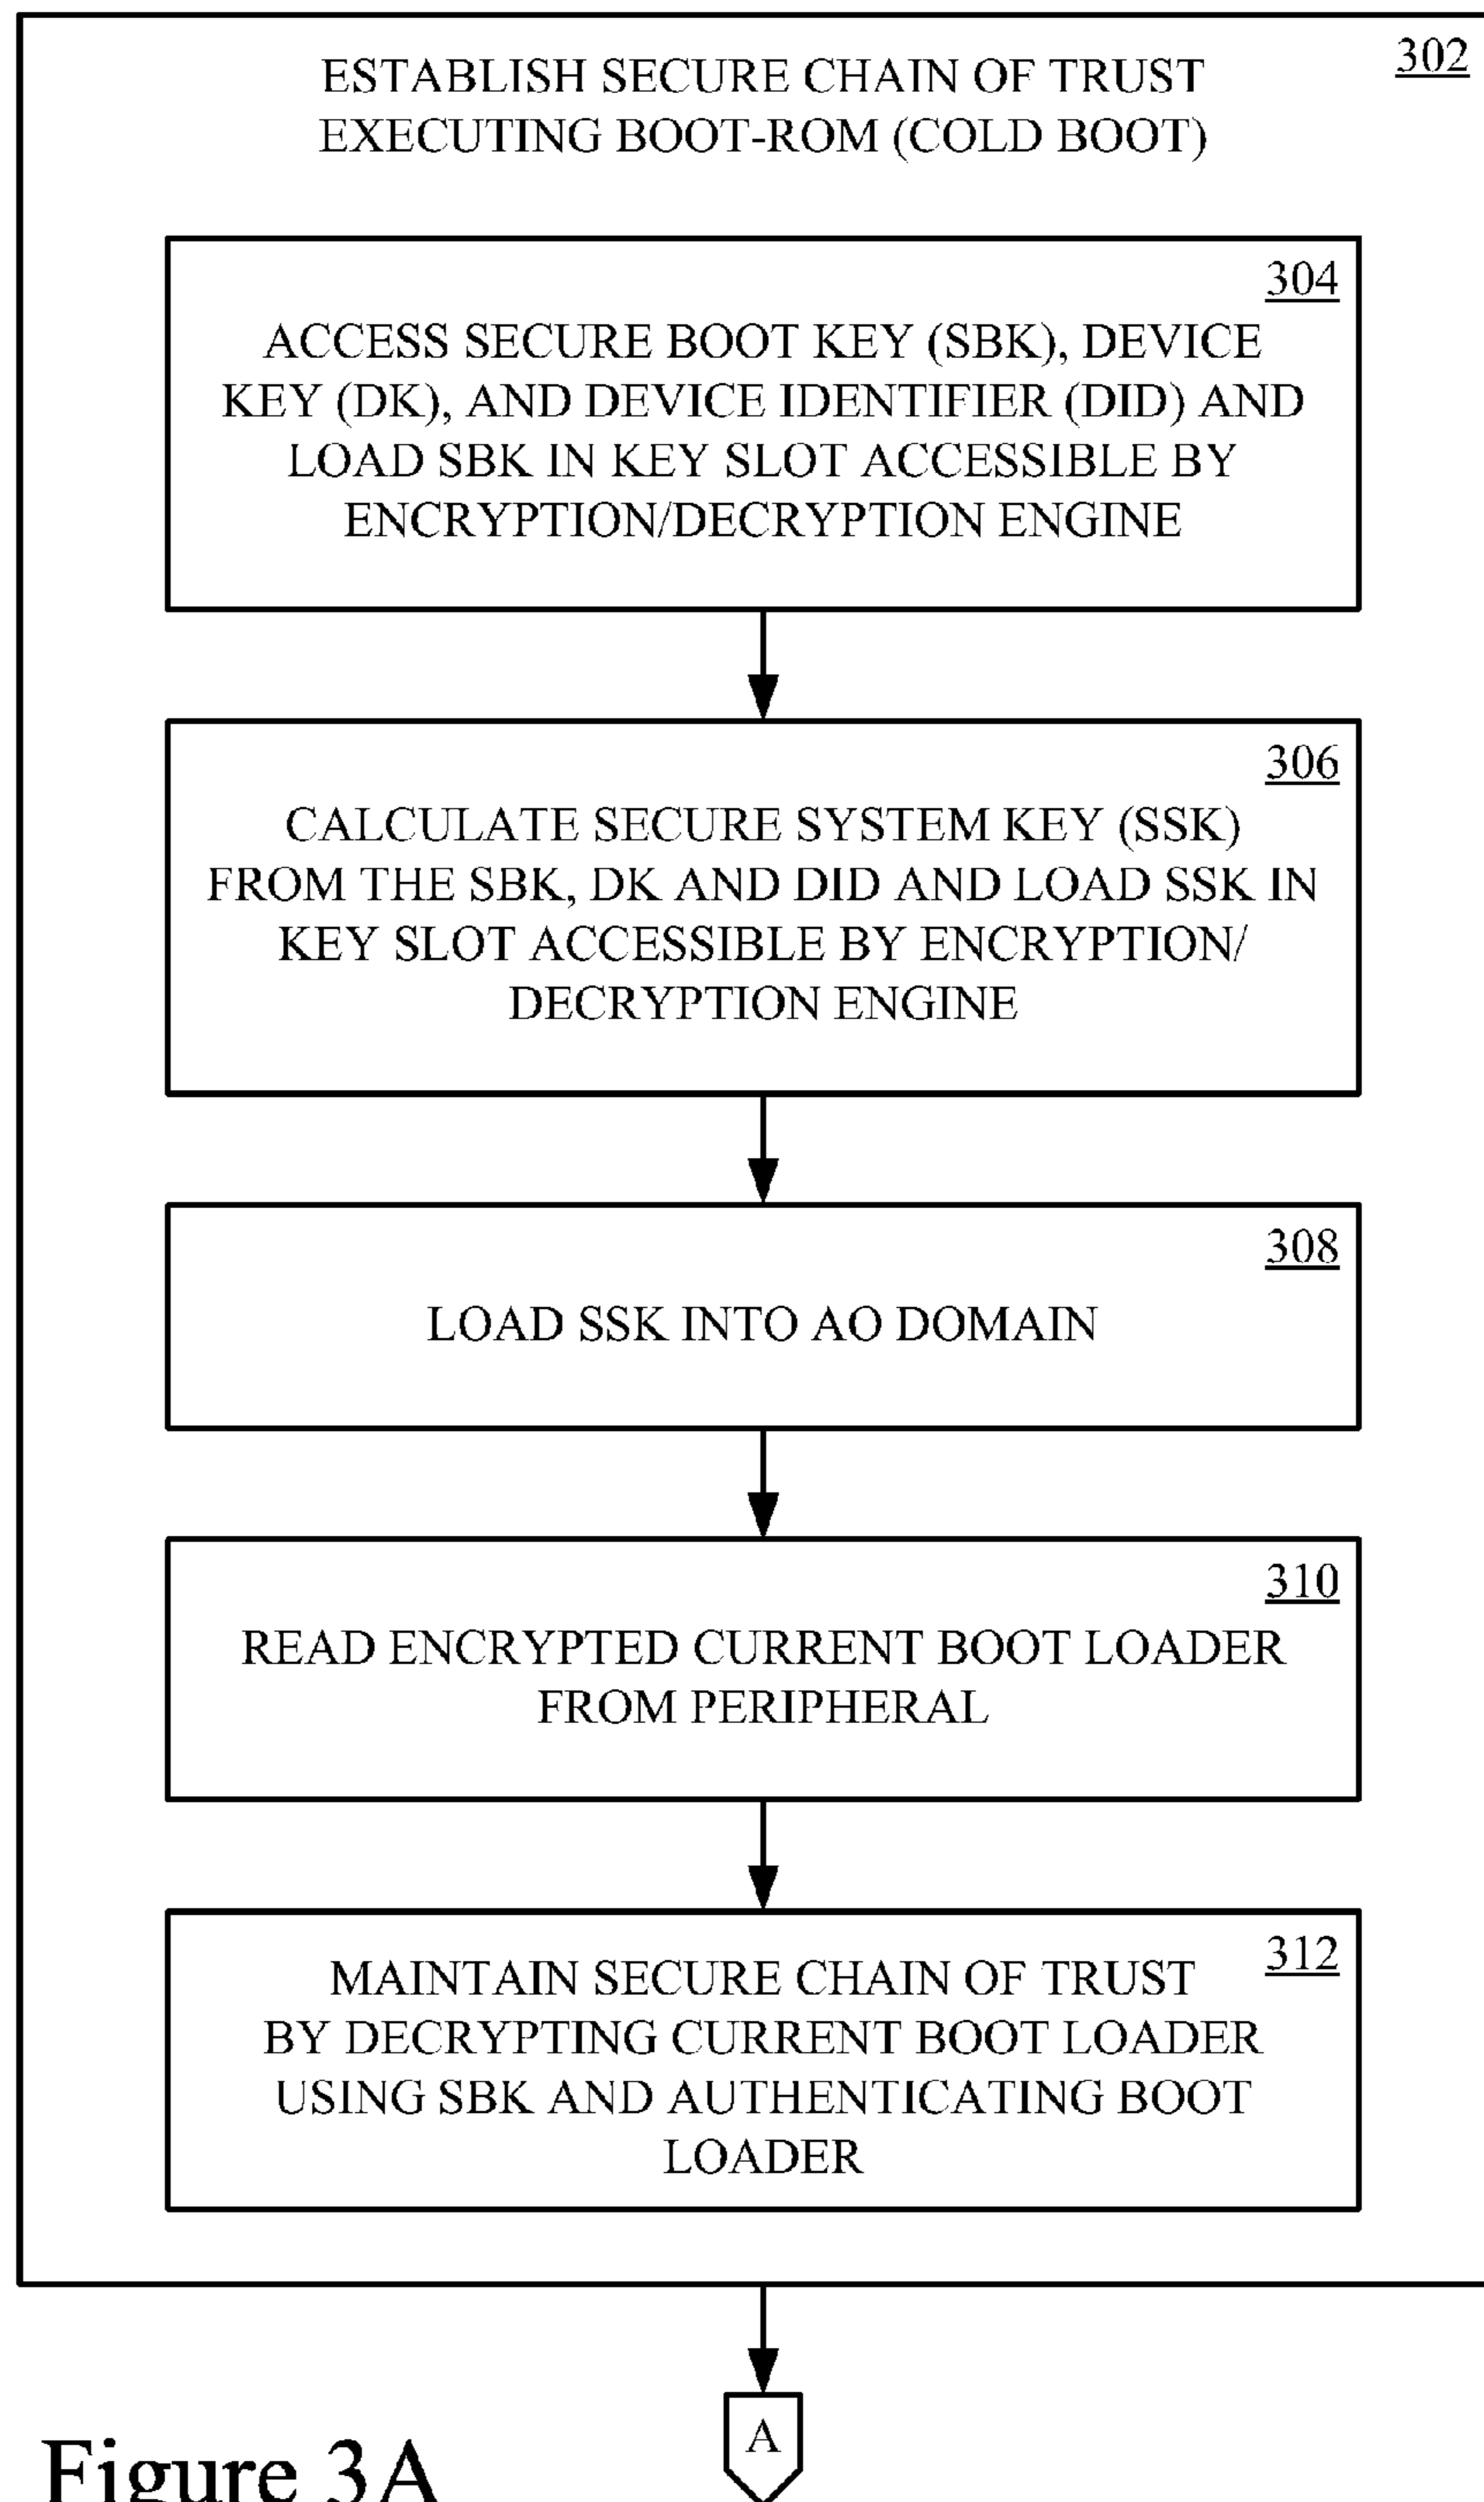 302
ESTABLISH SECURE CHAIN OF TRUST
EXECUTING BOOT-ROM (COLD BOOT)
304
ACCESS SECURE BOOT KEY (SBK), DEVICE
KEY (DK), AND DEVICE IDENTIFIER (DID) AND
LOAD SBK IN KEY SLOT ACCESSIBLE BY
ENCRYPTION/DECRYPTION ENGINE
306
CALCULATE SECURE SYSTEM KEY (SSK)
FROM THE SBK, DK AND DID AND LOAD SSK IN
KEY SLOT ACCESSIBLE BY ENCRYPTION/
DECRYPTION ENGINE
308
LOAD SSK INTO AO DOMAIN
310
READ ENCRYPTED CURRENT BOOT LOADER
FROM PERIPHERAL
312
MAINTAIN SECURE CHAIN OF TRUST
BY DECRYPTING CURRENT BOOT LOADER
USING SBK AND AUTHENTICATING BOOT
LOADER
A
Figure 3A